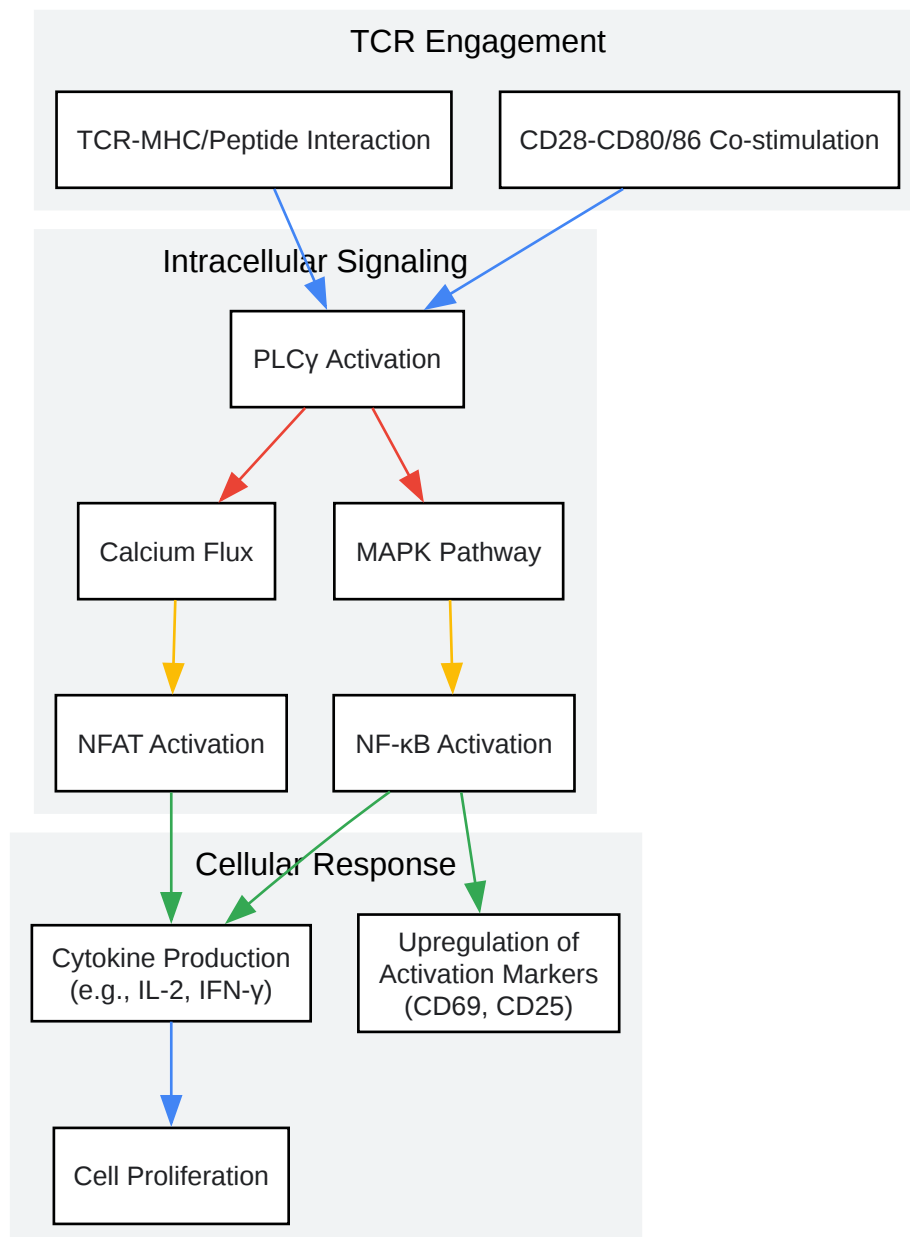 TCR Engagement
TCR-MHC/Peptide Interaction
CD28-CD80/86 Co-stimulation
Intracellular Signaling
PLCγ Activation
Calcium Flux
MAPK Pathway
NFAT Activation
NF-κB Activation
Cellular Response
Cytokine Production
(e.g., IL-2, IFN-γ)
Upregulation of
Activation Markers
(CD69, CD25)
Cell Proliferation